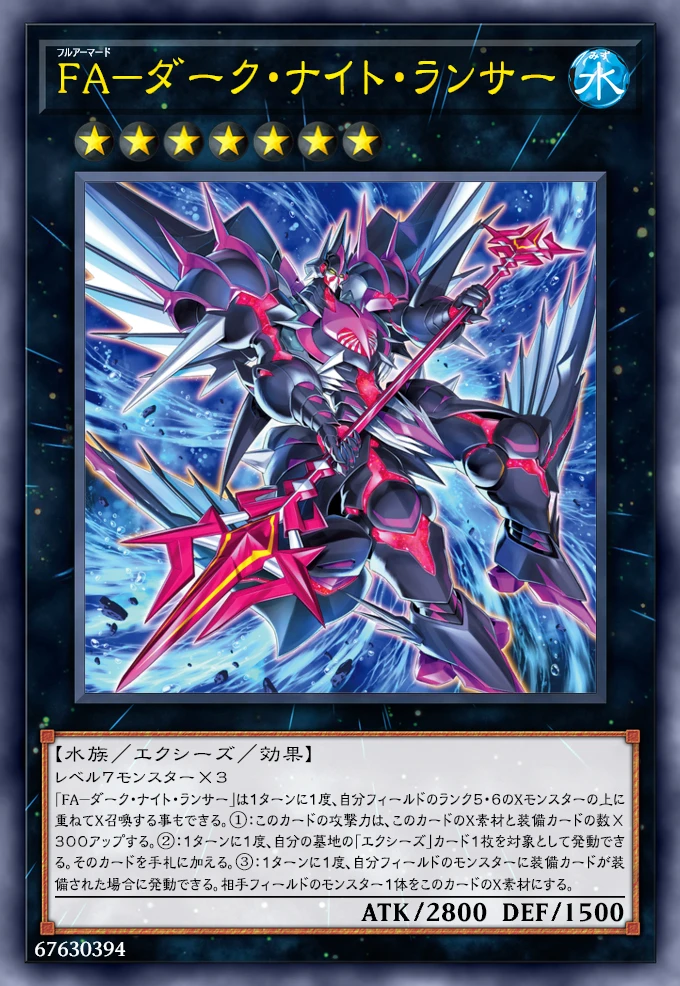 フルアーマード
FA－ダーク・ナイト・ランサー
みず
水
【水族／エクシーズ／効果】
レベル７モンスター×３
「FA－ダーク・ナイト・ランサー」は１ターンに１度、自分フィールドのランク５・６のXモンスターの上に
重ねてX召喚する事もできる。①：このカードの攻撃力は、このカードのX素材と装備カードの数×
３００アップする。②：１ターンに１度、自分の墓地の「エクシーズ」カード１枚を対象として発動でき
る。そのカードを手札に加える。③：１ターンに１度、自分フィールドのモンスターに装備カードが装
備された場合に発動できる。相手フィールドのモンスター１体をこのカードのX素材にする。
ATK/2800 DEF/1500
67630394